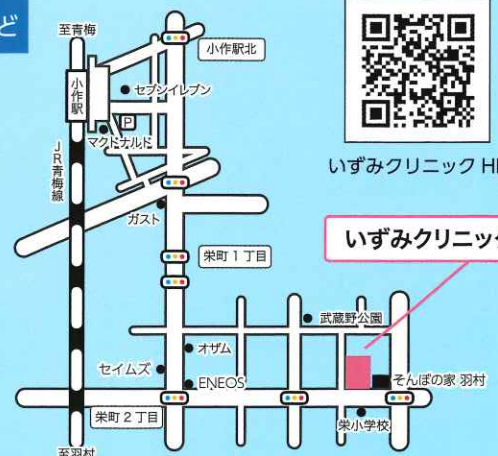 ど
至青梅
小作駅北
小作駅
セブンイレブン
P
マクドナルド
JR青梅線
ガスト
いずみクリニック H
栄町1丁目
いずみクリニック
武蔵野公園
オザム
セイムズ
ENEOS
そんぽの家 羽村
栄町2丁目
栄小学校
至羽村